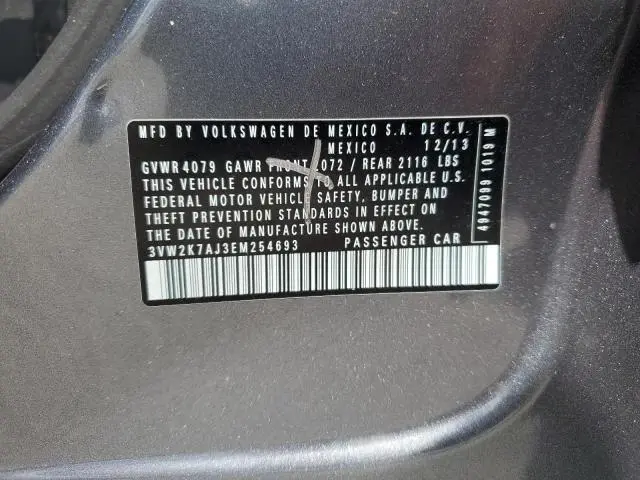 MFD BY VOLKSWAGEN DE MEXICO S.A. DE C.V.
MEXICO 12/13
GVWR 4079 GAWR FRONT 072 / REAR 2116 LBS
THIS VEHICLE CONFORMS TO ALL APPLICABLE U.S.
FEDERAL MOTOR VEHICLE SAFETY, BUMPER AND
THEFT PREVENTION STANDARDS IN EFFECT ON
THE DATE OF MANUFACTURE SHOWN ABOVE.
3VW2K7AJ3EM254693 PASSENGER CAR
4947099 1019 M